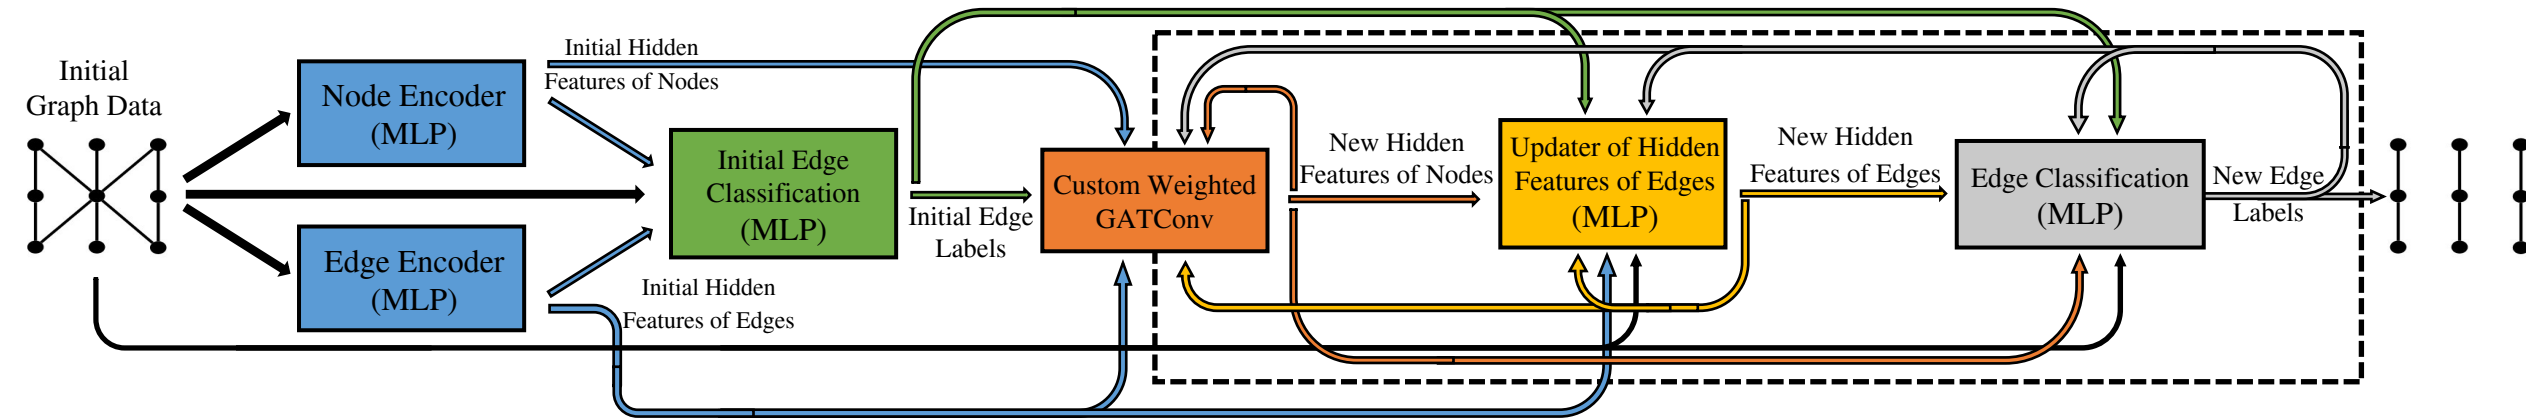 Initial
Graph Data
Node Encoder
(MLP)
Edge Encoder
(MLP)
Initial Hidden
Features of Nodes
Initial Hidden
Features of Edges
Initial Edge
Classification
(MLP)
Initial Edge
Labels
Custom Weighted
GATConv
New Hidden
Features of Nodes
Updater of Hidden
Features of Edges
(MLP)
New Hidden
Features of Edges
Edge Classification
(MLP)
New Edge
Labels